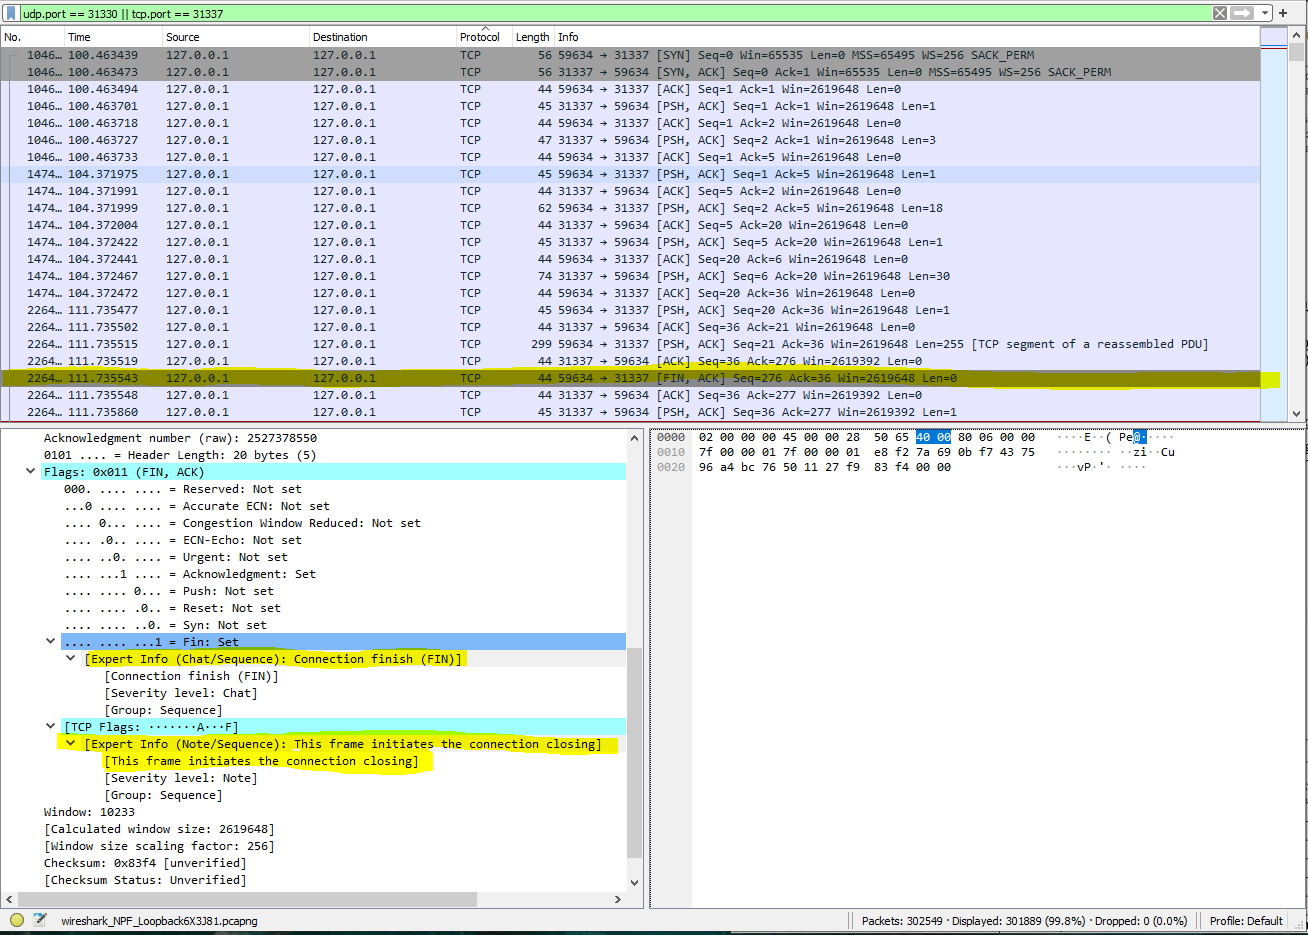 udp.port == 31330 || tcp.port == 31337
No. Time Source Destination Protocol Length Info
1046… 100.463439 127.0.0.1 127.0.0.1 TCP 56 59634 → 31337 [SYN] Seq=0 Win=65535 Len=0 MSS=65495 WS=256 SACK_PERM
1046… 100.463473 127.0.0.1 127.0.0.1 TCP 56 31337 → 59634 [SYN, ACK] Seq=0 Ack=1 Win=65535 Len=0 MSS=65495 WS=256 SACK_PERM
1046… 100.463494 127.0.0.1 127.0.0.1 TCP 44 59634 → 31337 [ACK] Seq=1 Ack=1 Win=2619648 Len=0
1046… 100.463701 127.0.0.1 127.0.0.1 TCP 45 31337 → 59634 [PSH, ACK] Seq=1 Ack=1 Win=2619648 Len=1
1046… 100.463718 127.0.0.1 127.0.0.1 TCP 44 59634 → 31337 [ACK] Seq=1 Ack=2 Win=2619648 Len=0
1046… 100.463727 127.0.0.1 127.0.0.1 TCP 47 31337 → 59634 [PSH, ACK] Seq=2 Ack=1 Win=2619648 Len=3
1046… 100.463733 127.0.0.1 127.0.0.1 TCP 44 59634 → 31337 [ACK] Seq=1 Ack=5 Win=2619648 Len=0
1474… 104.371975 127.0.0.1 127.0.0.1 TCP 45 59634 → 31337 [PSH, ACK] Seq=1 Ack=5 Win=2619648 Len=1
1474… 104.371991 127.0.0.1 127.0.0.1 TCP 44 31337 → 59634 [ACK] Seq=5 Ack=2 Win=2619648 Len=0
1474… 104.371999 127.0.0.1 127.0.0.1 TCP 62 59634 → 31337 [PSH, ACK] Seq=2 Ack=5 Win=2619648 Len=18
1474… 104.372004 127.0.0.1 127.0.0.1 TCP 44 31337 → 59634 [ACK] Seq=5 Ack=20 Win=2619648 Len=0
1474… 104.372422 127.0.0.1 127.0.0.1 TCP 45 31337 → 59634 [PSH, ACK] Seq=5 Ack=20 Win=2619648 Len=1
1474… 104.372441 127.0.0.1 127.0.0.1 TCP 44 59634 → 31337 [ACK] Seq=20 Ack=6 Win=2619648 Len=0
1474… 104.372467 127.0.0.1 127.0.0.1 TCP 74 31337 → 59634 [PSH, ACK] Seq=6 Ack=20 Win=2619648 Len=30
1474… 104.372472 127.0.0.1 127.0.0.1 TCP 44 59634 → 31337 [ACK] Seq=20 Ack=36 Win=2619648 Len=0
2264… 111.735477 127.0.0.1 127.0.0.1 TCP 45 59634 → 31337 [PSH, ACK] Seq=20 Ack=36 Win=2619648 Len=1
2264… 111.735502 127.0.0.1 127.0.0.1 TCP 44 31337 → 59634 [ACK] Seq=36 Ack=21 Win=2619648 Len=0
2264… 111.735515 127.0.0.1 127.0.0.1 TCP 299 59634 → 31337 [PSH, ACK] Seq=21 Ack=36 Win=2619648 Len=255 [TCP segment of a reassembled PDU]
2264… 111.735519 127.0.0.1 127.0.0.1 TCP 44 31337 → 59634 [ACK] Seq=36 Ack=276 Win=2619392 Len=0
2264… 111.735543 127.0.0.1 127.0.0.1 TCP 44 59634 → 31337 [FIN, ACK] Seq=276 Ack=36 Win=2619648 Len=0
2264… 111.735548 127.0.0.1 127.0.0.1 TCP 44 31337 → 59634 [ACK] Seq=36 Ack=277 Win=2619392 Len=0
2264… 111.735860 127.0.0.1 127.0.0.1 TCP 45 31337 → 59634 [PSH, ACK] Seq=36 Ack=277 Win=2619392 Len=1
Acknowledgment number (raw): 2527378550
0101 .... = Header Length: 20 bytes (5)
Flags: 0x011 (FIN, ACK)
000. .... .... = Reserved: Not set
...0 .... .... = Accurate ECN: Not set
.... 0... .... = Congestion Window Reduced: Not set
.... .0.. .... = ECN-Echo: Not set
.... ..0. .... = Urgent: Not set
.... ...1 .... = Acknowledgment: Set
.... .... 0... = Push: Not set
.... .... .0.. = Reset: Not set
.... .... ..0. = Syn: Not set
.... .... ...1 = Fin: Set
[Expert Info (Chat/Sequence): Connection finish (FIN)]
[Connection finish (FIN)]
[Severity level: Chat]
[Group: Sequence]
[TCP Flags: ·······A···F]
[Expert Info (Note/Sequence): This frame initiates the connection closing]
[This frame initiates the connection closing]
[Severity level: Note]
[Group: Sequence]
Window: 10233
[Calculated window size: 2619648]
[Window size scaling factor: 256]
Checksum: 0x83f4 [unverified]
[Checksum Status: Unverified]
0000 02 00 00 00 45 00 00 28 50 65 40 00 80 06 00 00 ····E··( Pe@·····
0010 7f 00 00 01 7f 00 00 01 e8 f2 7a 69 0b f7 43 75 ········ ··zi··Cu
0020 96 a4 bc 76 50 11 27 f9 83 f4 00 00 ···vP·'· ····
wireshark_NPF_Loopback6X3J81.pcapng
Packets: 302549 · Displayed: 301889 (99.8%) · Dropped: 0 (0.0%)
Profile: Default